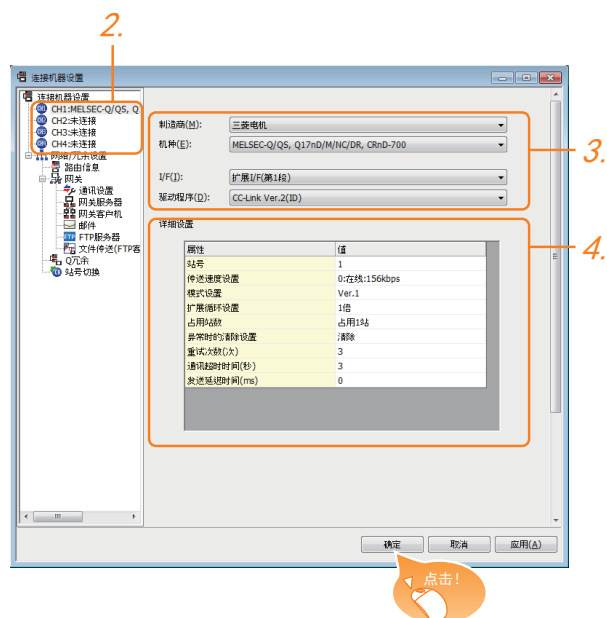 2.
连接机器设置
连接机器设置
CH1:MELSEC-Q/QS, Q
CH2:未连接
CH3:未连接
CH4:未连接
网络/冗余设置
路由信息
网关
通讯设置
网关服务器
网关客户机
邮件
FTP服务器
文件传送(FTP客
Q冗余
站号切换
制造商(M): 三菱电机
机种(E): MELSEC-Q/QS, Q17nD/M/NC/DR, CRnD-700
3.
I/F(I): 扩展I/F(第1段)
驱动程序(D): CC-Link Ver.2(ID)
详细设置
4.
属性 值
站号 1
传送速度设置 0:在线:156kbps
模式设置 Ver.1
扩展循环设置 1倍
占用站数 占用1站
异常时的清除设置 清除
重试次数(次) 3
通讯超时时间(秒) 3
发送延迟时间(ms) 0
确定 取消 应用(A)
点击!